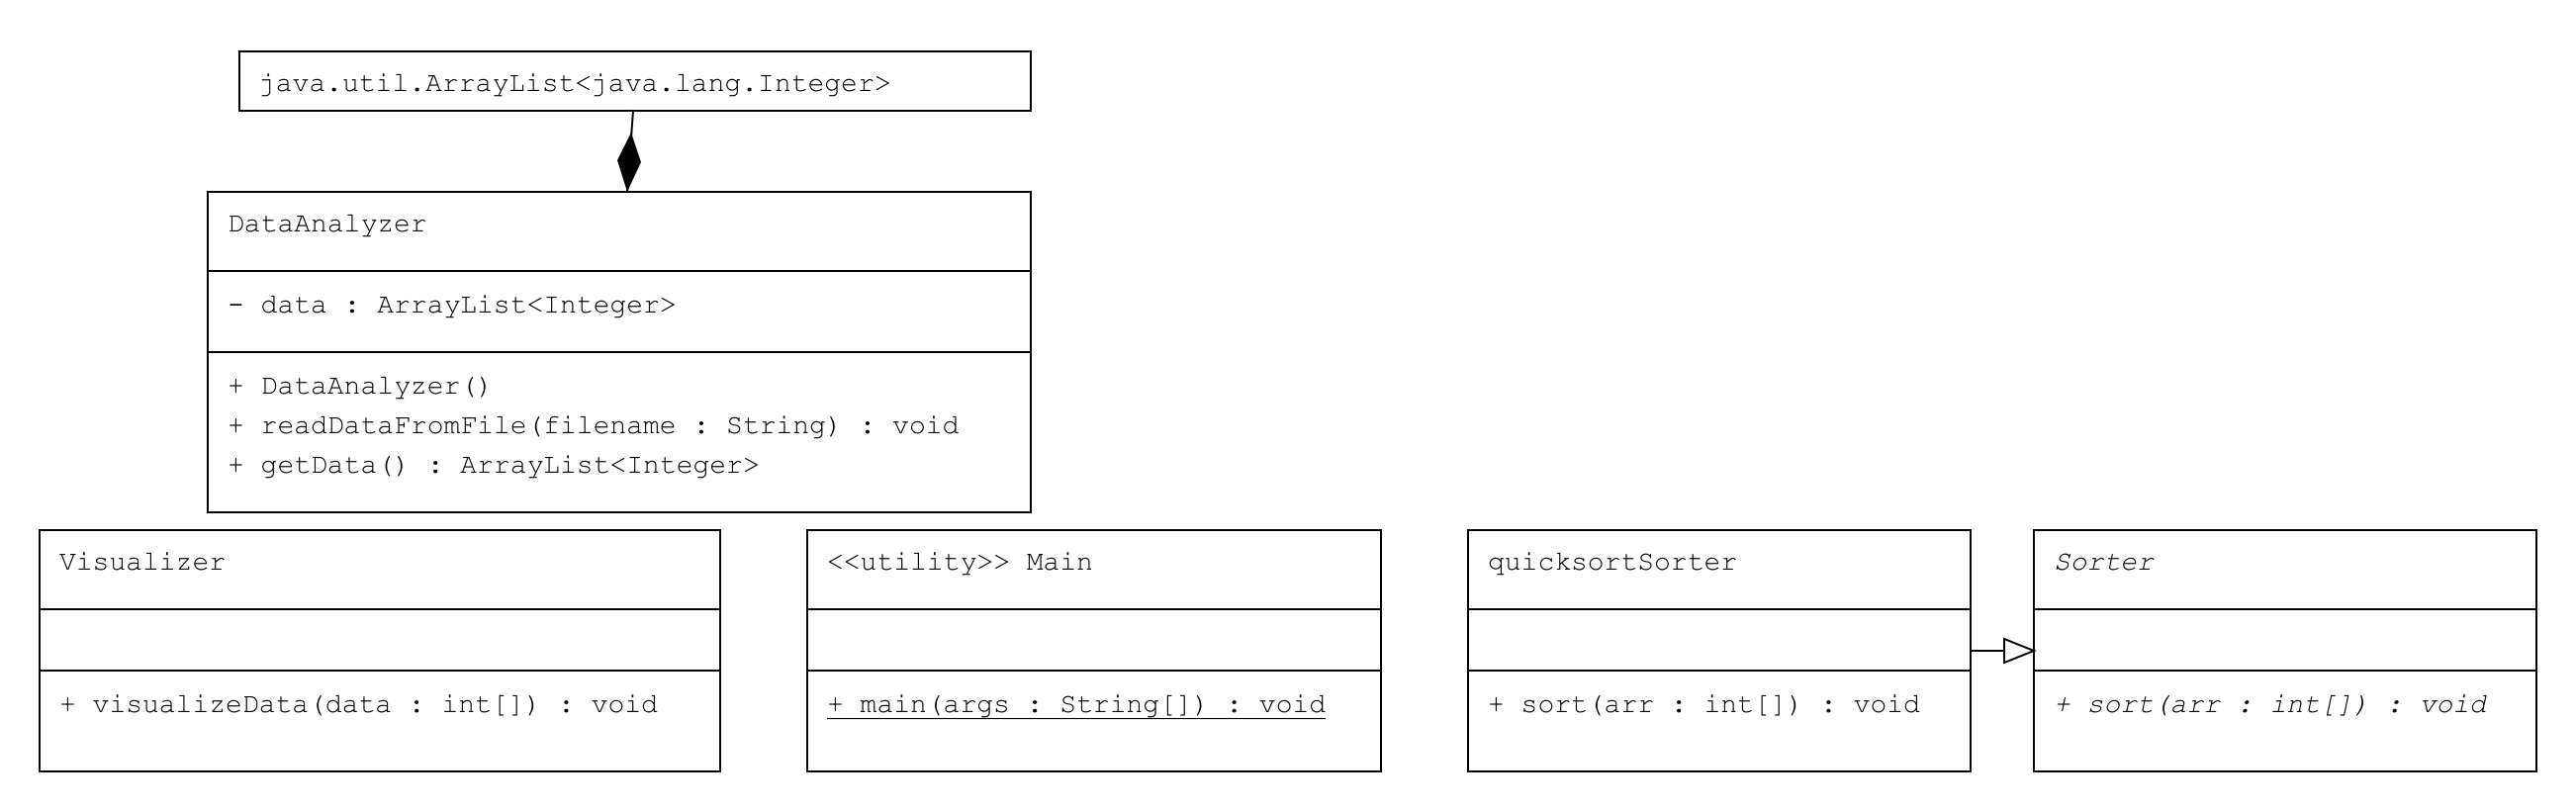 java.util.ArrayList<java.lang.Integer>
DataAnalyzer
- data : ArrayList<Integer>
+ DataAnalyzer()
+ readDataFromFile(filename : String) : void
+ getData() : ArrayList<Integer>
Visualizer
+ visualizeData(data : int[]) : void
<<utility>> Main
+ main(args : String[]) : void
quicksortSorter
+ sort(arr : int[]) : void
Sorter
+ sort(arr : int[]) : void